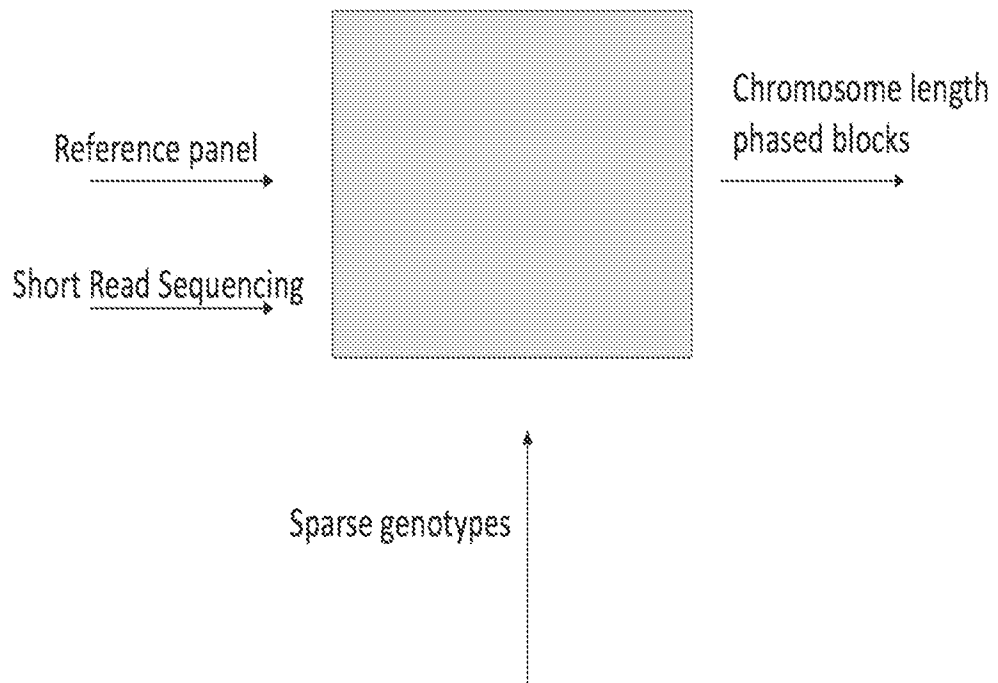 Reference panel
Short Read Sequencing
Chromosome length
phased blocks
Sparse genotypes